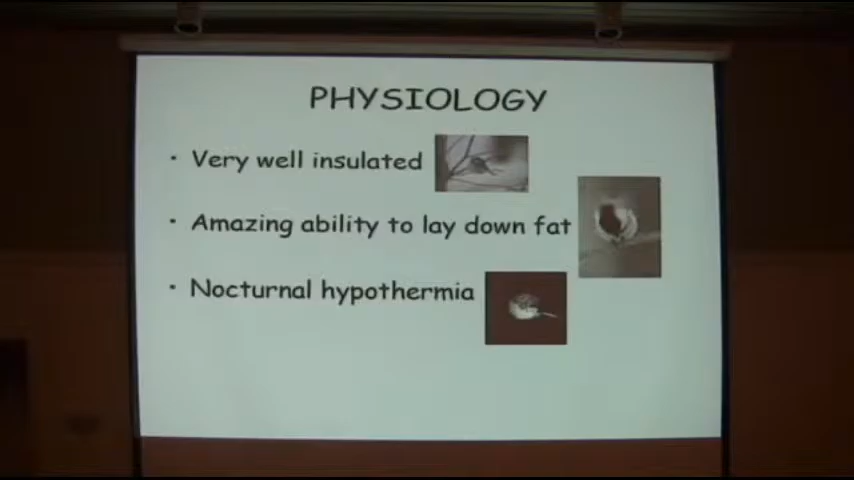 PHYSIOLOGY
· Very well insulated
· Amazing ability to lay down fat
· Nocturnal hypothermia